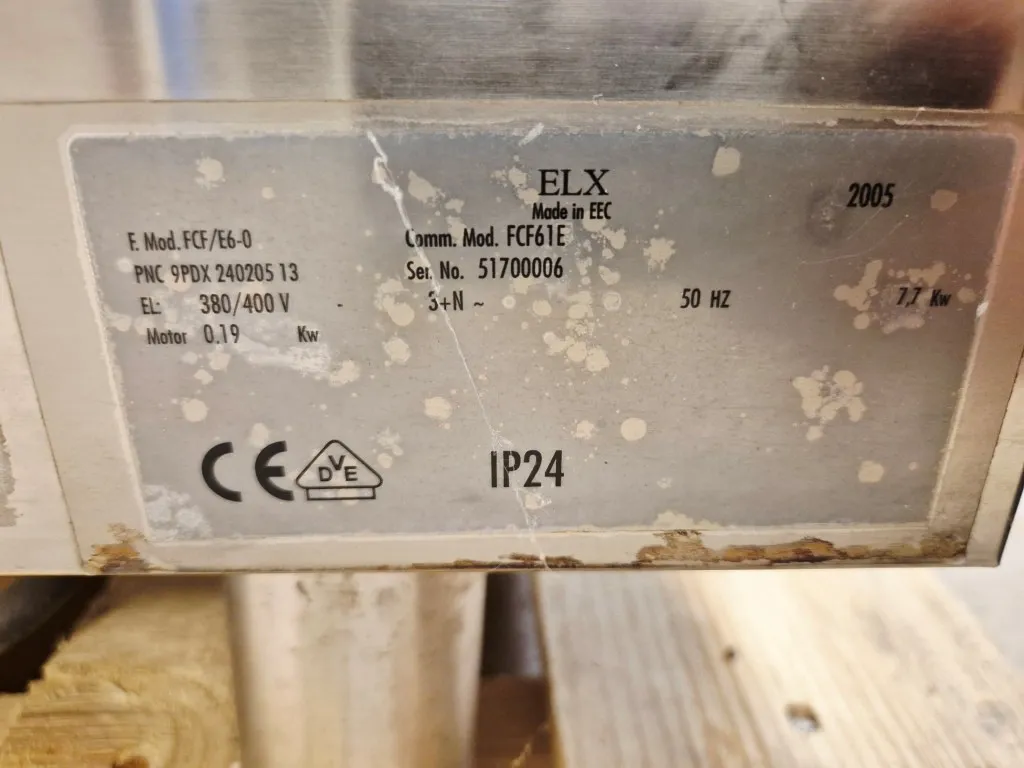 ELX
2005
Made in EEC
F. Mod. FCF/E6-0
Comm. Mod. FCF61E
PNC 9PDX 240205 13
Ser. No. 51700006
EL: 380/400 V - 3+N ~ 50 HZ 7,7 Kw
Motor 0.19 Kw
CE DVE IP24